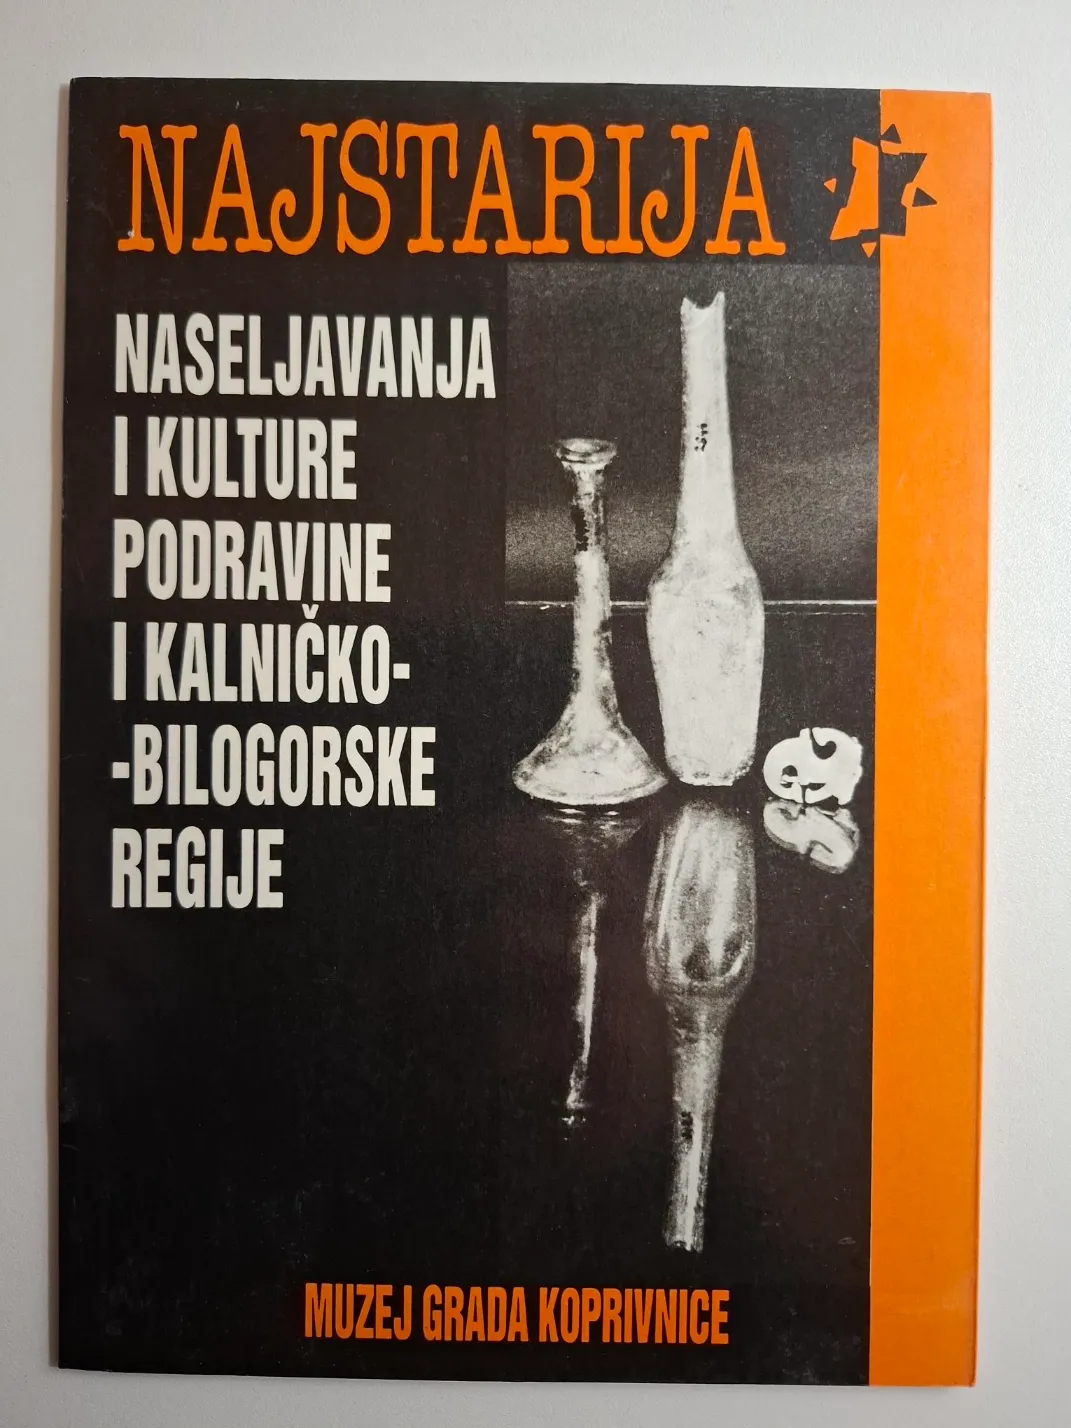 NAJSTARIJA
NASELJAVANJA
I KULTURE
PODRAVINE
I KALNIČKO-
-BILOGORSKE
REGIJE
MUZEJ GRADA KOPRIVNICE